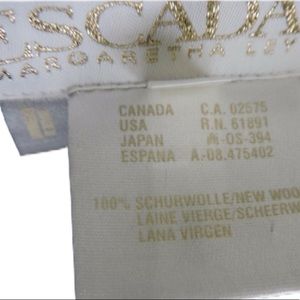 ESCADA
MARGARETHA LEY
CANADA C.A. 02575
USA R.N. 61891
JAPAN M-OS-394
ESPANA A.-08.475402
100% SCHURWOLLE/NEW WOO
LAINE VIERGE/SCHEERW
LANA VIRGEN